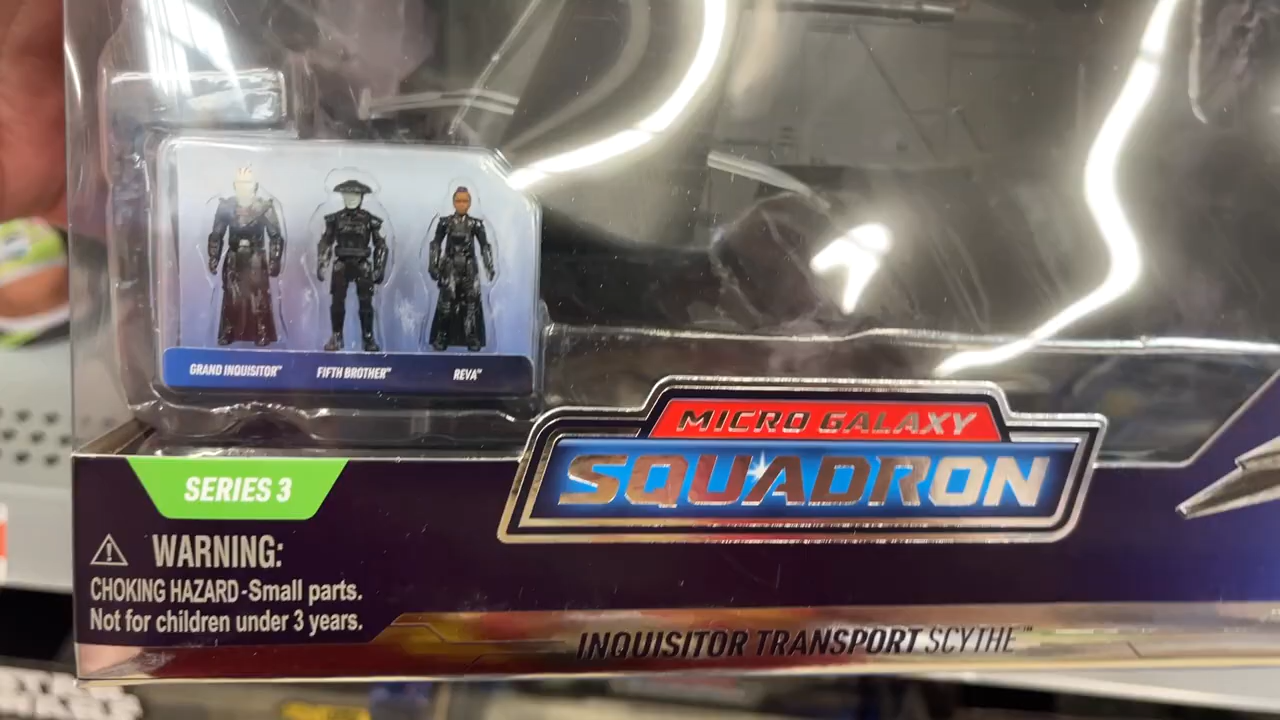 GRAND INQUISITOR™ FIFTH BROTHER™ REVA™
MICRO GALAXY
SQUADRON
SERIES 3
WARNING:
CHOKING HAZARD-Small parts.
Not for children under 3 years.
INQUISITOR TRANSPORT SCYTHE™